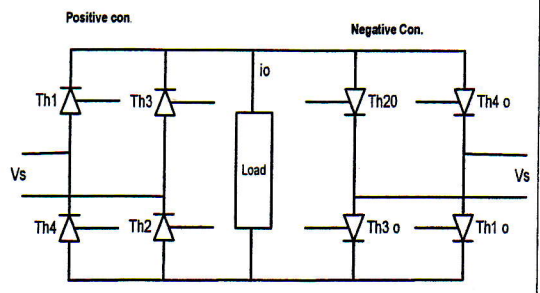 Positive con.
Negative Con.
io
Th1
Th3
Th20
Th4 o
Vs
Load
Vs
Th4
Th2
Th3 o
Th1 o